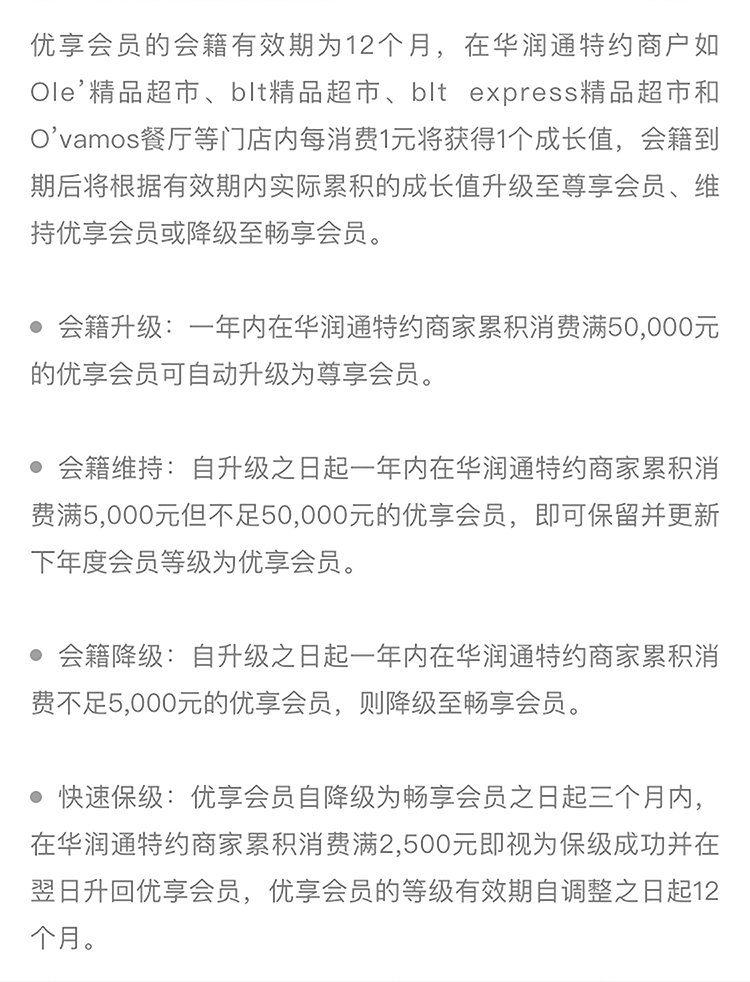 优享会员的会籍有效期为12个月，在华润通特约商户如
Ole’精品超市、blt精品超市、blt express精品超市和
O’vamos餐厅等门店内每消费1元将获得1个成长值，会籍到
期后将根据有效期内实际累积的成长值升级至尊享会员、维
持优享会员或降级至畅享会员。
● 会籍升级：一年内在华润通特约商家累积消费满50,000元
的优享会员可自动升级为尊享会员。
● 会籍维持：自升级之日起一年内在华润通特约商家累积消
费满5,000元但不足50,000元的优享会员，即可保留并更新
下年度会员等级为优享会员。
● 会籍降级：自升级之日起一年内在华润通特约商家累积消
费不足5,000元的优享会员，则降级至畅享会员。
● 快速保级：优享会员自降级为畅享会员之日起三个月内，
在华润通特约商家累积消费满2,500元即视为保级成功并在
翌日升回优享会员，优享会员的等级有效期自调整之日起12
个月。